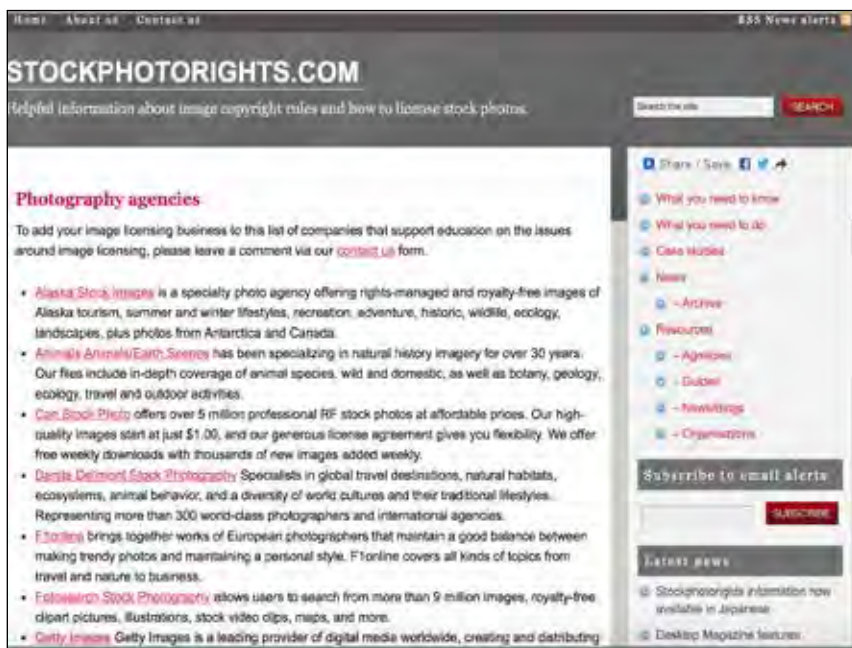 Home About us Contact us
RSS News alerts
STOCKPHOTORIGHTS.COM
Helpful information about image copyright rules and how to license stock photos.
Search the site
SEARCH
Photography agencies
To add your image licensing business to this list of companies that support education on the issues
around image licensing, please leave a comment via our contact us form.
• Alaska Stock Images is a specialty photo agency offering rights-managed and royalty-free images of
Alaska tourism, summer and winter lifestyles, recreation, adventure, historic, wildlife, ecology,
landscapes, plus photos from Antarctica and Canada.
• Animals Animals/Earth Scenes has been specializing in natural history imagery for over 30 years.
Our files include in-depth coverage of animal species, wild and domestic, as well as botany, geology,
ecology, travel and outdoor activities.
• Can Stock Photo offers over 5 million professional RF stock photos at affordable prices. Our high-
quality images start at just $1.00, and our generous license agreement gives you flexibility. We offer
free weekly downloads with thousands of new images added weekly.
• Danita Delimont Stock Photography Specialists in global travel destinations, natural habitats,
ecosystems, animal behavior, and a diversity of world cultures and their traditional lifestyles.
Representing more than 300 world-class photographers and international agencies.
• F1online brings together works of European photographers that maintain a good balance between
making trendy photos and maintaining a personal style. F1online covers all kinds of topics from
travel and nature to business.
• Fotosearch Stock Photography allows users to search from more than 9 million images, royalty-free
clipart pictures, illustrations, stock video clips, maps, and more.
• Getty Images Getty Images is a leading provider of digital media worldwide, creating and distributing
Share / Save
What you need to know
What you need to do
Case studies
News
– Archive
Resources
– Agencies
– Guides
– News/blogs
– Organisations
Subscribe to email alerts
SUBSCRIBE
Latest news
Stockphotorights information now
available in Japanese
Desktop Magazine features